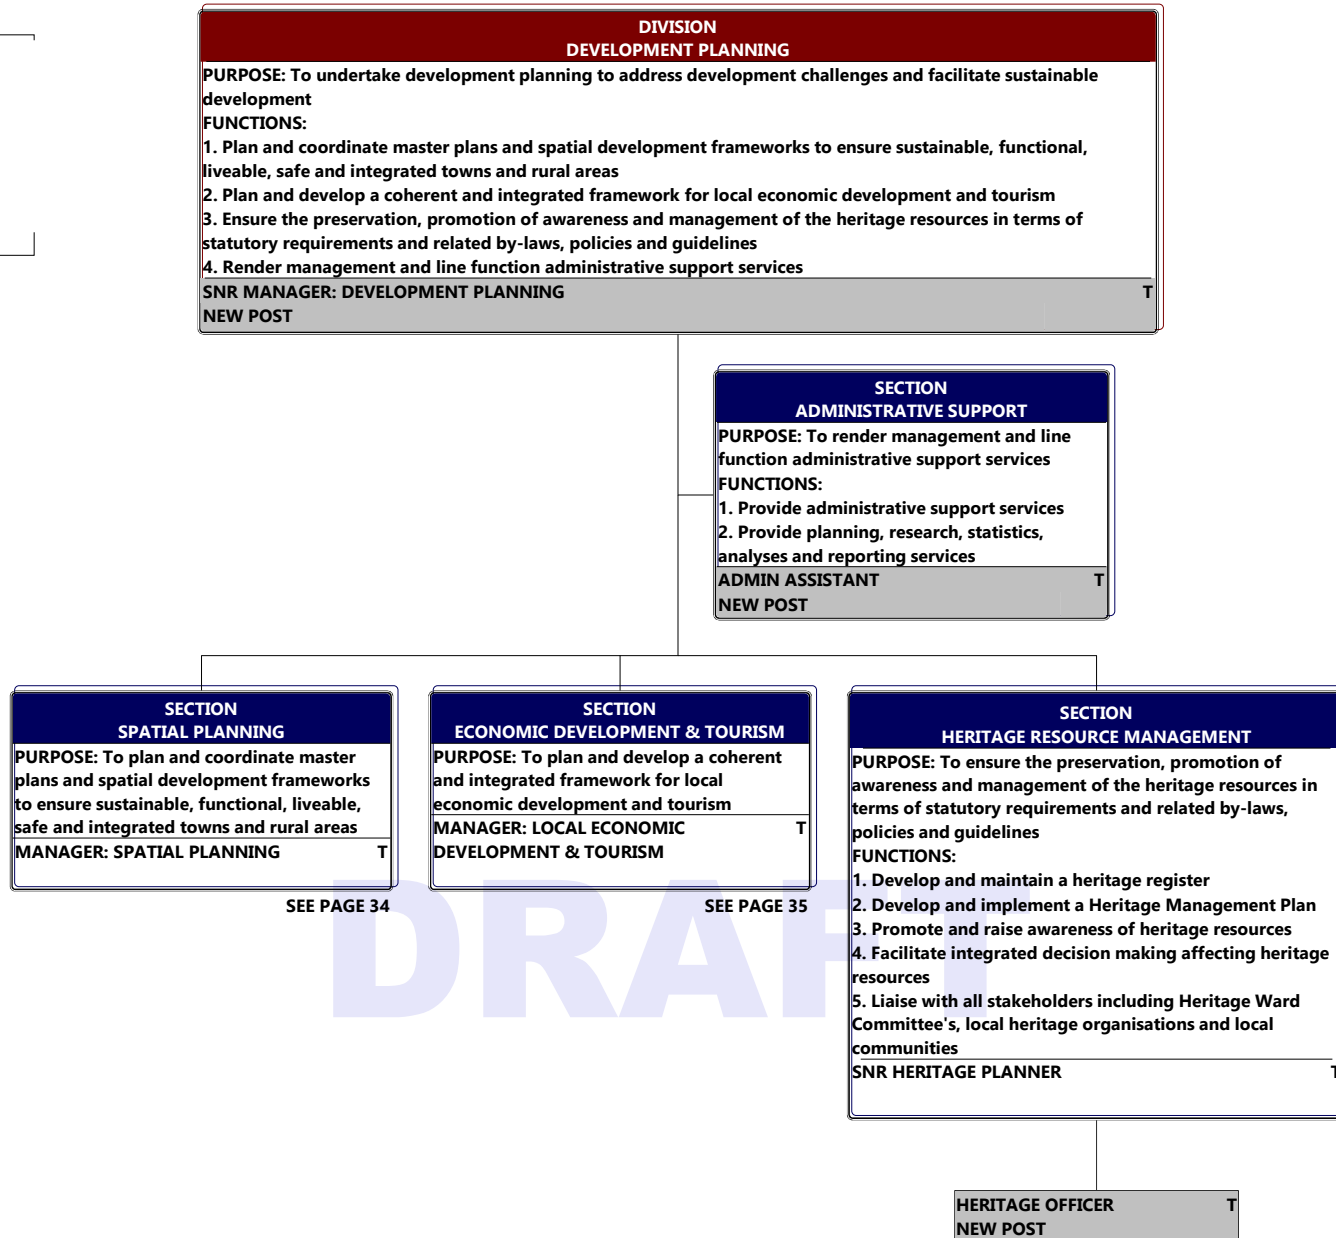 DIVISION
DEVELOPMENT PLANNING
PURPOSE: To undertake development planning to address development challenges and facilitate sustainable
development
FUNCTIONS:
1. Plan and coordinate master plans and spatial development frameworks to ensure sustainable, functional,
liveable, safe and integrated towns and rural areas
2. Plan and develop a coherent and integrated framework for local economic development and tourism
3. Ensure the preservation, promotion of awareness and management of the heritage resources in terms of
statutory requirements and related by-laws, policies and guidelines
4. Render management and line function administrative support services
SNR MANAGER: DEVELOPMENT PLANNING T
NEW POST
SECTION
ADMINISTRATIVE SUPPORT
PURPOSE: To render management and line
function administrative support services
FUNCTIONS:
1. Provide administrative support services
2. Provide planning, research, statistics,
analyses and reporting services
ADMIN ASSISTANT T
NEW POST
SECTION
SPATIAL PLANNING
PURPOSE: To plan and coordinate master
plans and spatial development frameworks
to ensure sustainable, functional, liveable,
safe and integrated towns and rural areas
MANAGER: SPATIAL PLANNING T
SEE PAGE 34
SECTION
ECONOMIC DEVELOPMENT & TOURISM
PURPOSE: To plan and develop a coherent
and integrated framework for local
economic development and tourism
MANAGER: LOCAL ECONOMIC T
DEVELOPMENT & TOURISM
SEE PAGE 35
SECTION
HERITAGE RESOURCE MANAGEMENT
PURPOSE: To ensure the preservation, promotion of
awareness and management of the heritage resources in
terms of statutory requirements and related by-laws,
policies and guidelines
FUNCTIONS:
1. Develop and maintain a heritage register
2. Develop and implement a Heritage Management Plan
3. Promote and raise awareness of heritage resources
4. Facilitate integrated decision making affecting heritage
resources
5. Liaise with all stakeholders including Heritage Ward
Committee's, local heritage organisations and local
communities
SNR HERITAGE PLANNER T
HERITAGE OFFICER T
NEW POST
DRAFT